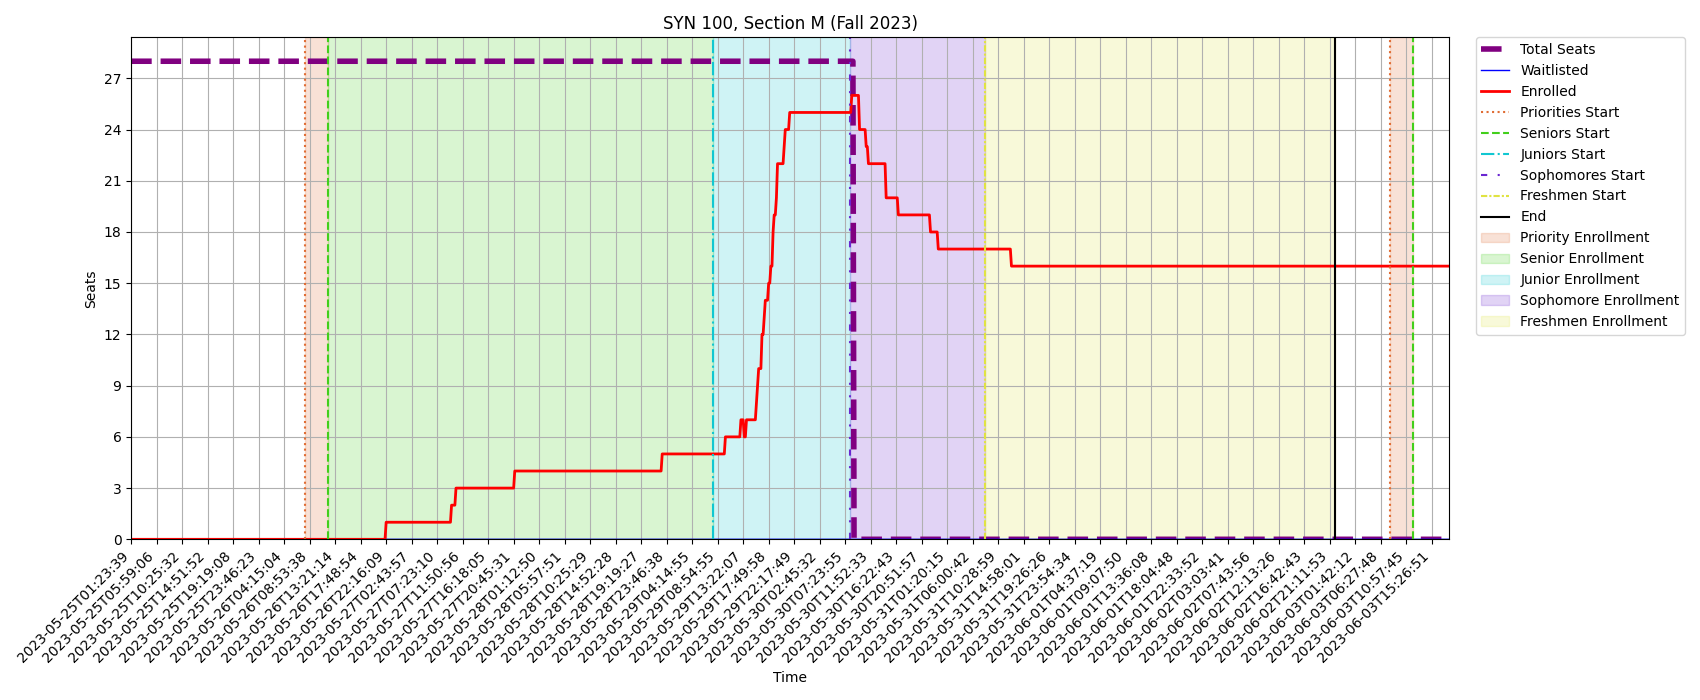 SYN 100, Section M (Fall 2023)
Seats
27
24
21
18
15
12
9
6
3
0
2023-05-25T01:23:39
2023-05-25T05:59:06
2023-05-25T10:25:32
2023-05-25T14:51:52
2023-05-25T19:19:08
2023-05-25T23:46:23
2023-05-26T04:15:04
2023-05-26T08:53:38
2023-05-26T13:21:14
2023-05-26T17:48:54
2023-05-26T22:16:09
2023-05-27T02:43:57
2023-05-27T07:23:10
2023-05-27T11:50:56
2023-05-27T16:18:05
2023-05-27T20:45:31
2023-05-28T01:12:50
2023-05-28T05:57:51
2023-05-28T10:25:29
2023-05-28T14:52:28
2023-05-28T19:19:27
2023-05-28T23:46:38
2023-05-29T04:14:55
2023-05-29T08:54:55
2023-05-29T13:22:07
2023-05-29T17:49:58
2023-05-29T22:17:49
2023-05-30T02:45:32
2023-05-30T07:23:55
2023-05-30T11:52:33
2023-05-30T16:22:43
2023-05-30T20:51:57
2023-05-31T01:20:15
2023-05-31T06:00:42
2023-05-31T10:28:59
2023-05-31T14:58:01
2023-05-31T19:26:26
2023-05-31T23:54:34
2023-06-01T04:37:19
2023-06-01T09:07:50
2023-06-01T13:36:08
2023-06-01T18:04:48
2023-06-01T22:33:52
2023-06-02T03:03:41
2023-06-02T07:43:56
2023-06-02T12:13:26
2023-06-02T16:42:43
2023-06-02T21:11:53
2023-06-03T01:42:12
2023-06-03T06:27:48
2023-06-03T10:57:45
2023-06-03T15:26:51
Time
Total Seats
Waitlisted
Enrolled
Priorities Start
Seniors Start
Juniors Start
Sophomores Start
Freshmen Start
End
Priority Enrollment
Senior Enrollment
Junior Enrollment
Sophomore Enrollment
Freshmen Enrollment